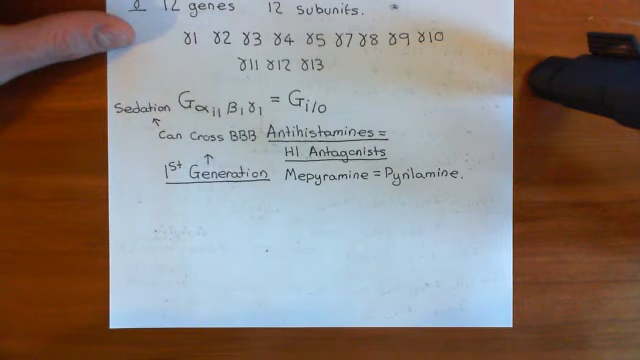 γ 12 genes 12 subunits. *
γ1 γ2 γ3 γ4 γ5 γ7 γ8 γ9 γ10
γ11 γ12 γ13
Sedation Gαi1 β1 γ1 = Gi/o
↑ Can Cross BBB Antihistamines =
↑ H1 Antagonists
1st Generation Mepyramine = Pyrilamine.